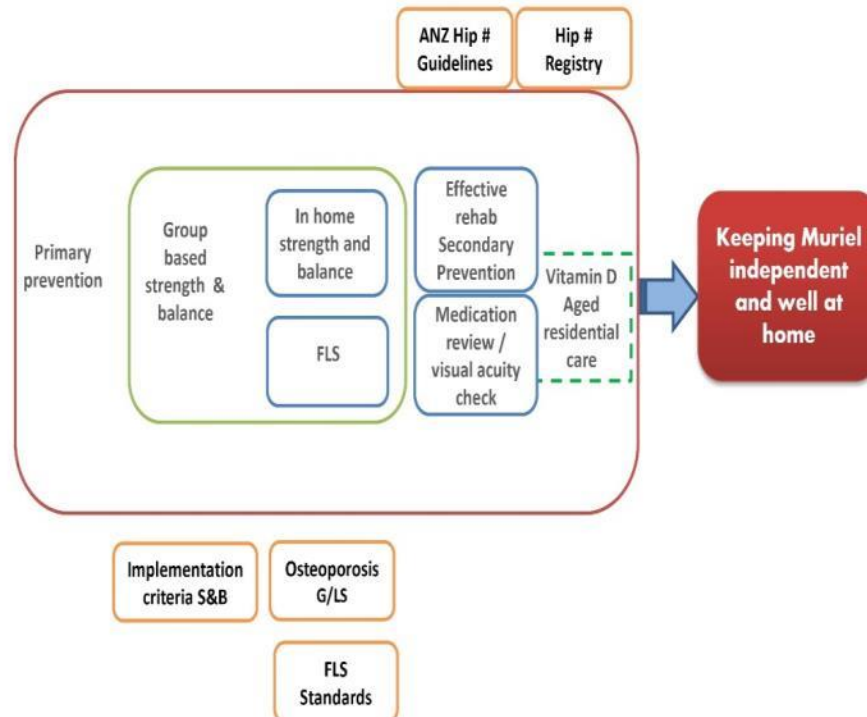 ANZ Hip #
Guidelines
Hip #
Registry
Primary
prevention
Group
based
strength &
balance
In home
strength and
balance
FLS
Effective
rehab
Secondary
Prevention
Medication
review /
visual acuity
check
Vitamin D
Aged
residential
care
Keeping Muriel
independent
and well at
home
Implementation
criteria S&B
Osteoporosis
G/LS
FLS
Standards